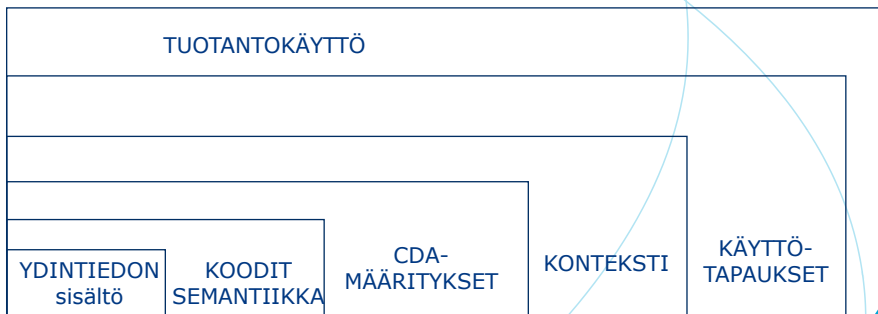 TUOTANTOKÄYTTÖ
YDINTIEDON
sisältö
KOODIT
SEMANTIIKKA
CDA-
MÄÄRITYKSET
KONTEKSTI
KÄYTTÖ-
TAPAUKSET